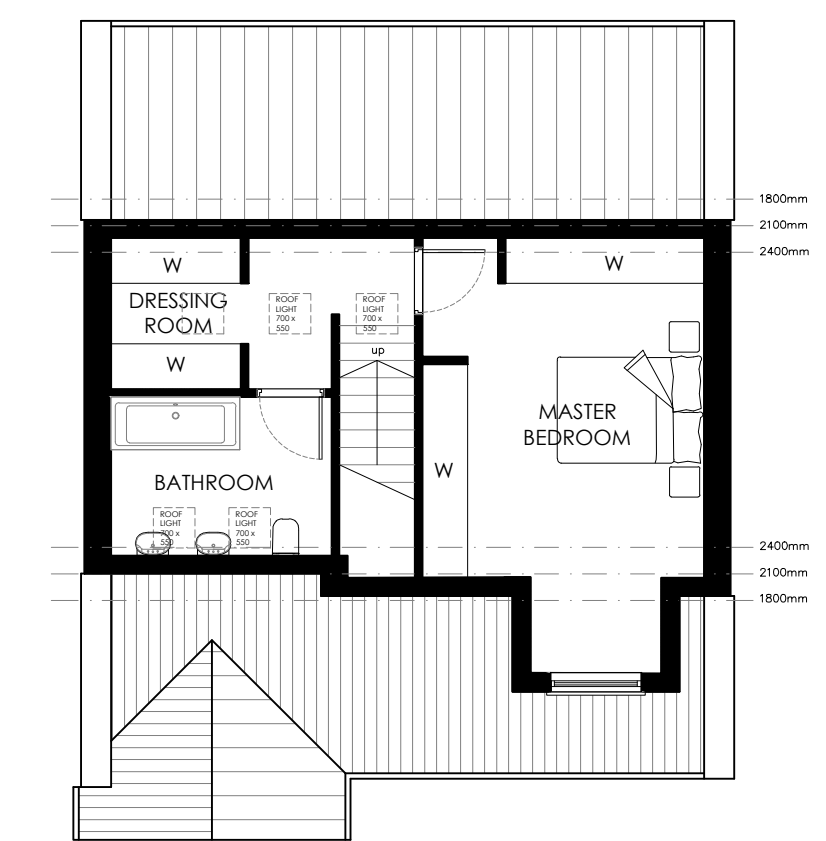 1800mm
2100mm
2400mm
W
W
DRESSING
ROOM
ROOF
LIGHT
700 x
550
ROOF
LIGHT
700 x
550
up
W
MASTER
BEDROOM
W
BATHROOM
ROOF
LIGHT
700 x
550
ROOF
LIGHT
700 x
550
2400mm
2100mm
1800mm